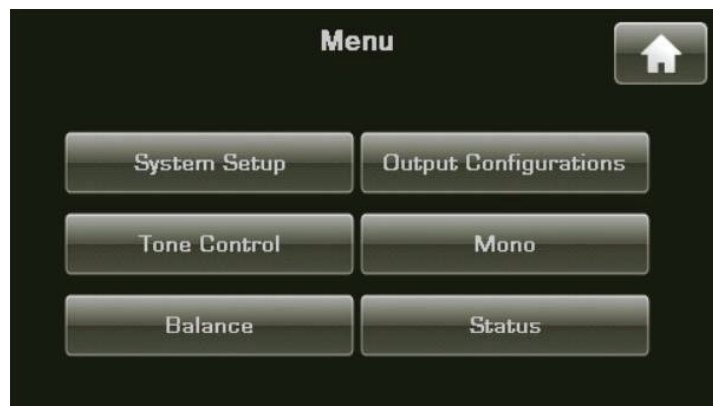 Menu
System Setup
Output Configurations
Tone Control
Mono
Balance
Status